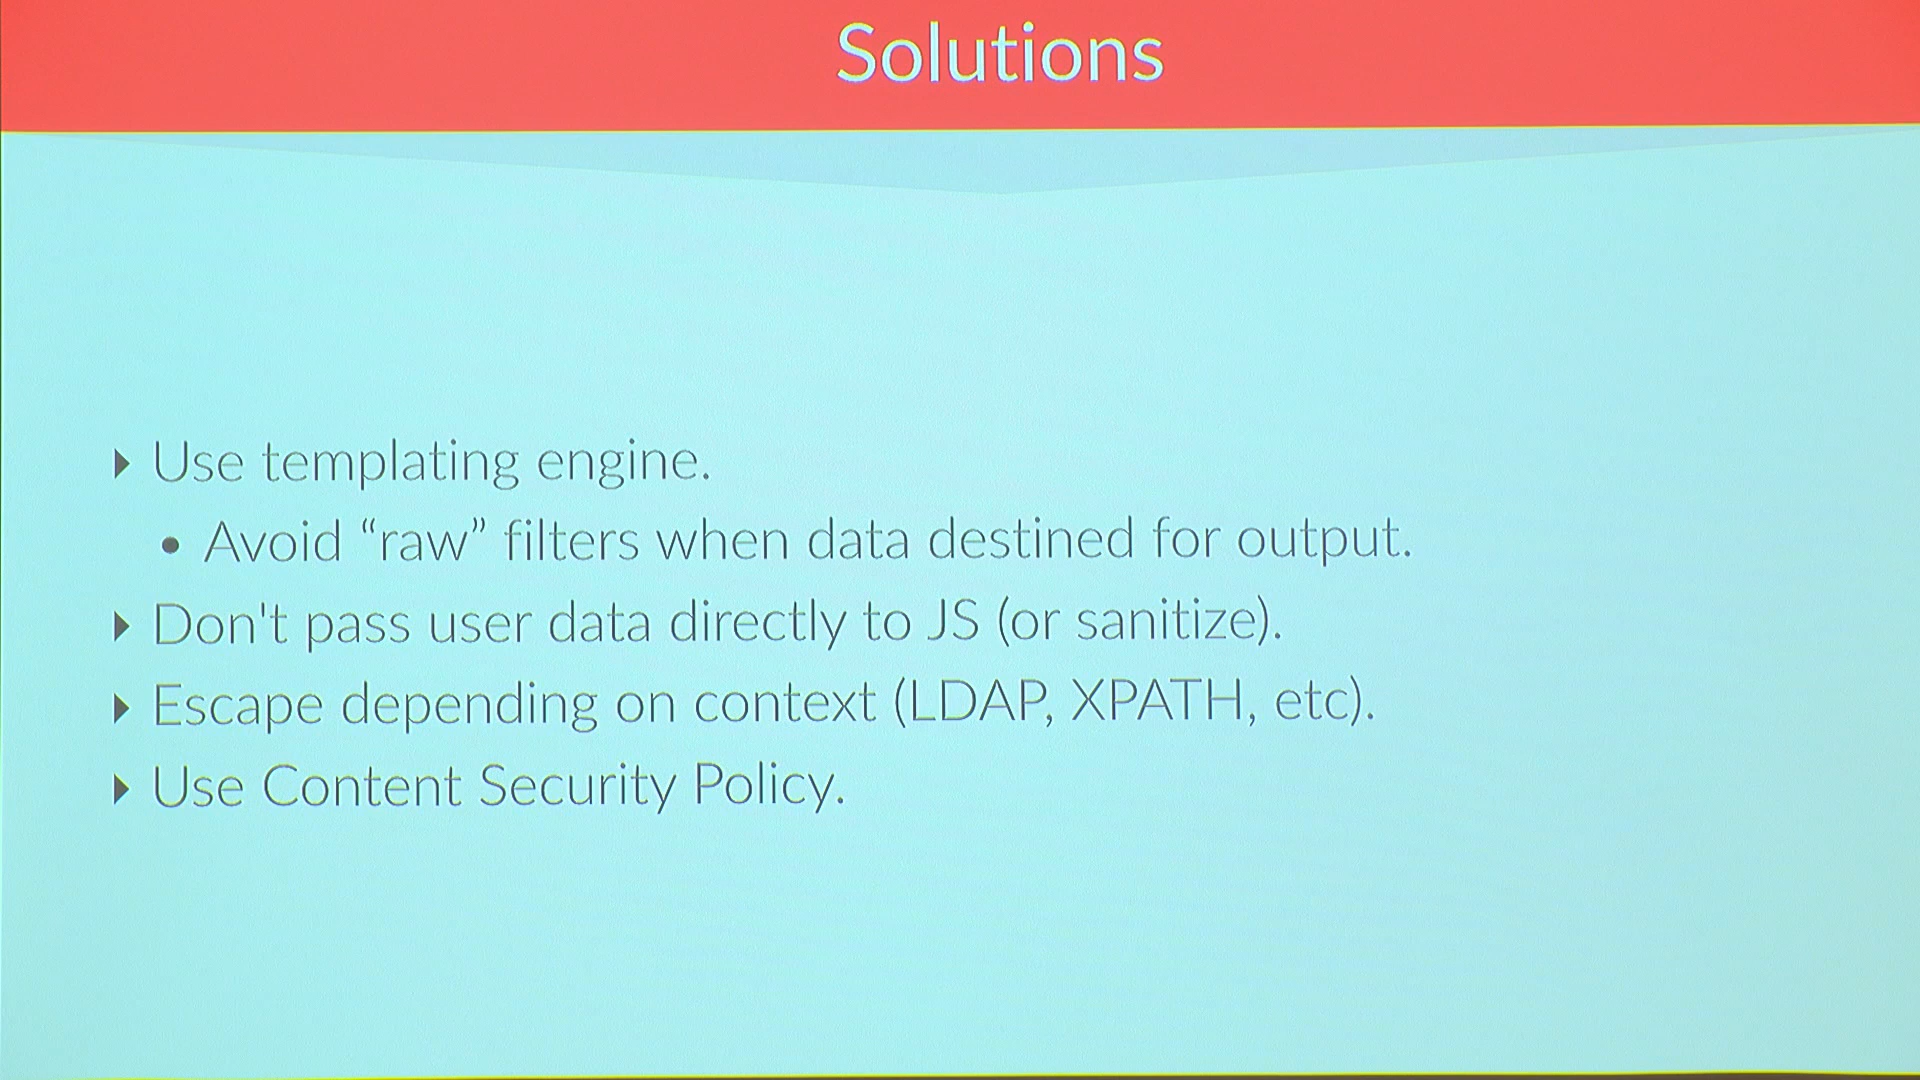 Solutions
Use templating engine.
Avoid “raw” filters when data destined for output.
Don't pass user data directly to JS (or sanitize).
Escape depending on context (LDAP, XPATH, etc).
Use Content Security Policy.